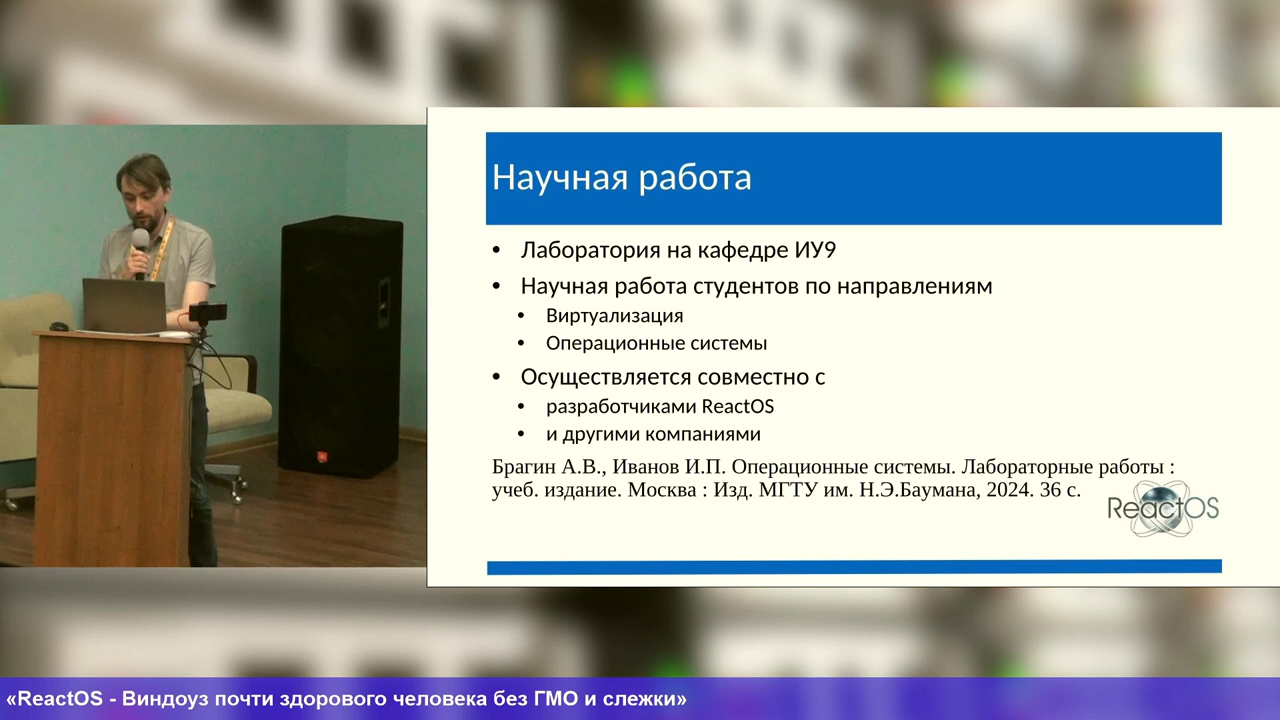 Научная работа
• Лаборатория на кафедре ИУ9
• Научная работа студентов по направлениям
• Виртуализация
• Операционные системы
• Осуществляется совместно с
• разработчиками ReactOS
• и другими компаниями
Брагин А.В., Иванов И.П. Операционные системы. Лабораторные работы :
учеб. издание. Москва : Изд. МГТУ им. Н.Э.Баумана, 2024. 36 с.
ReactOS
«ReactOS - Виндоуз почти здорового человека без ГМО и слежки»